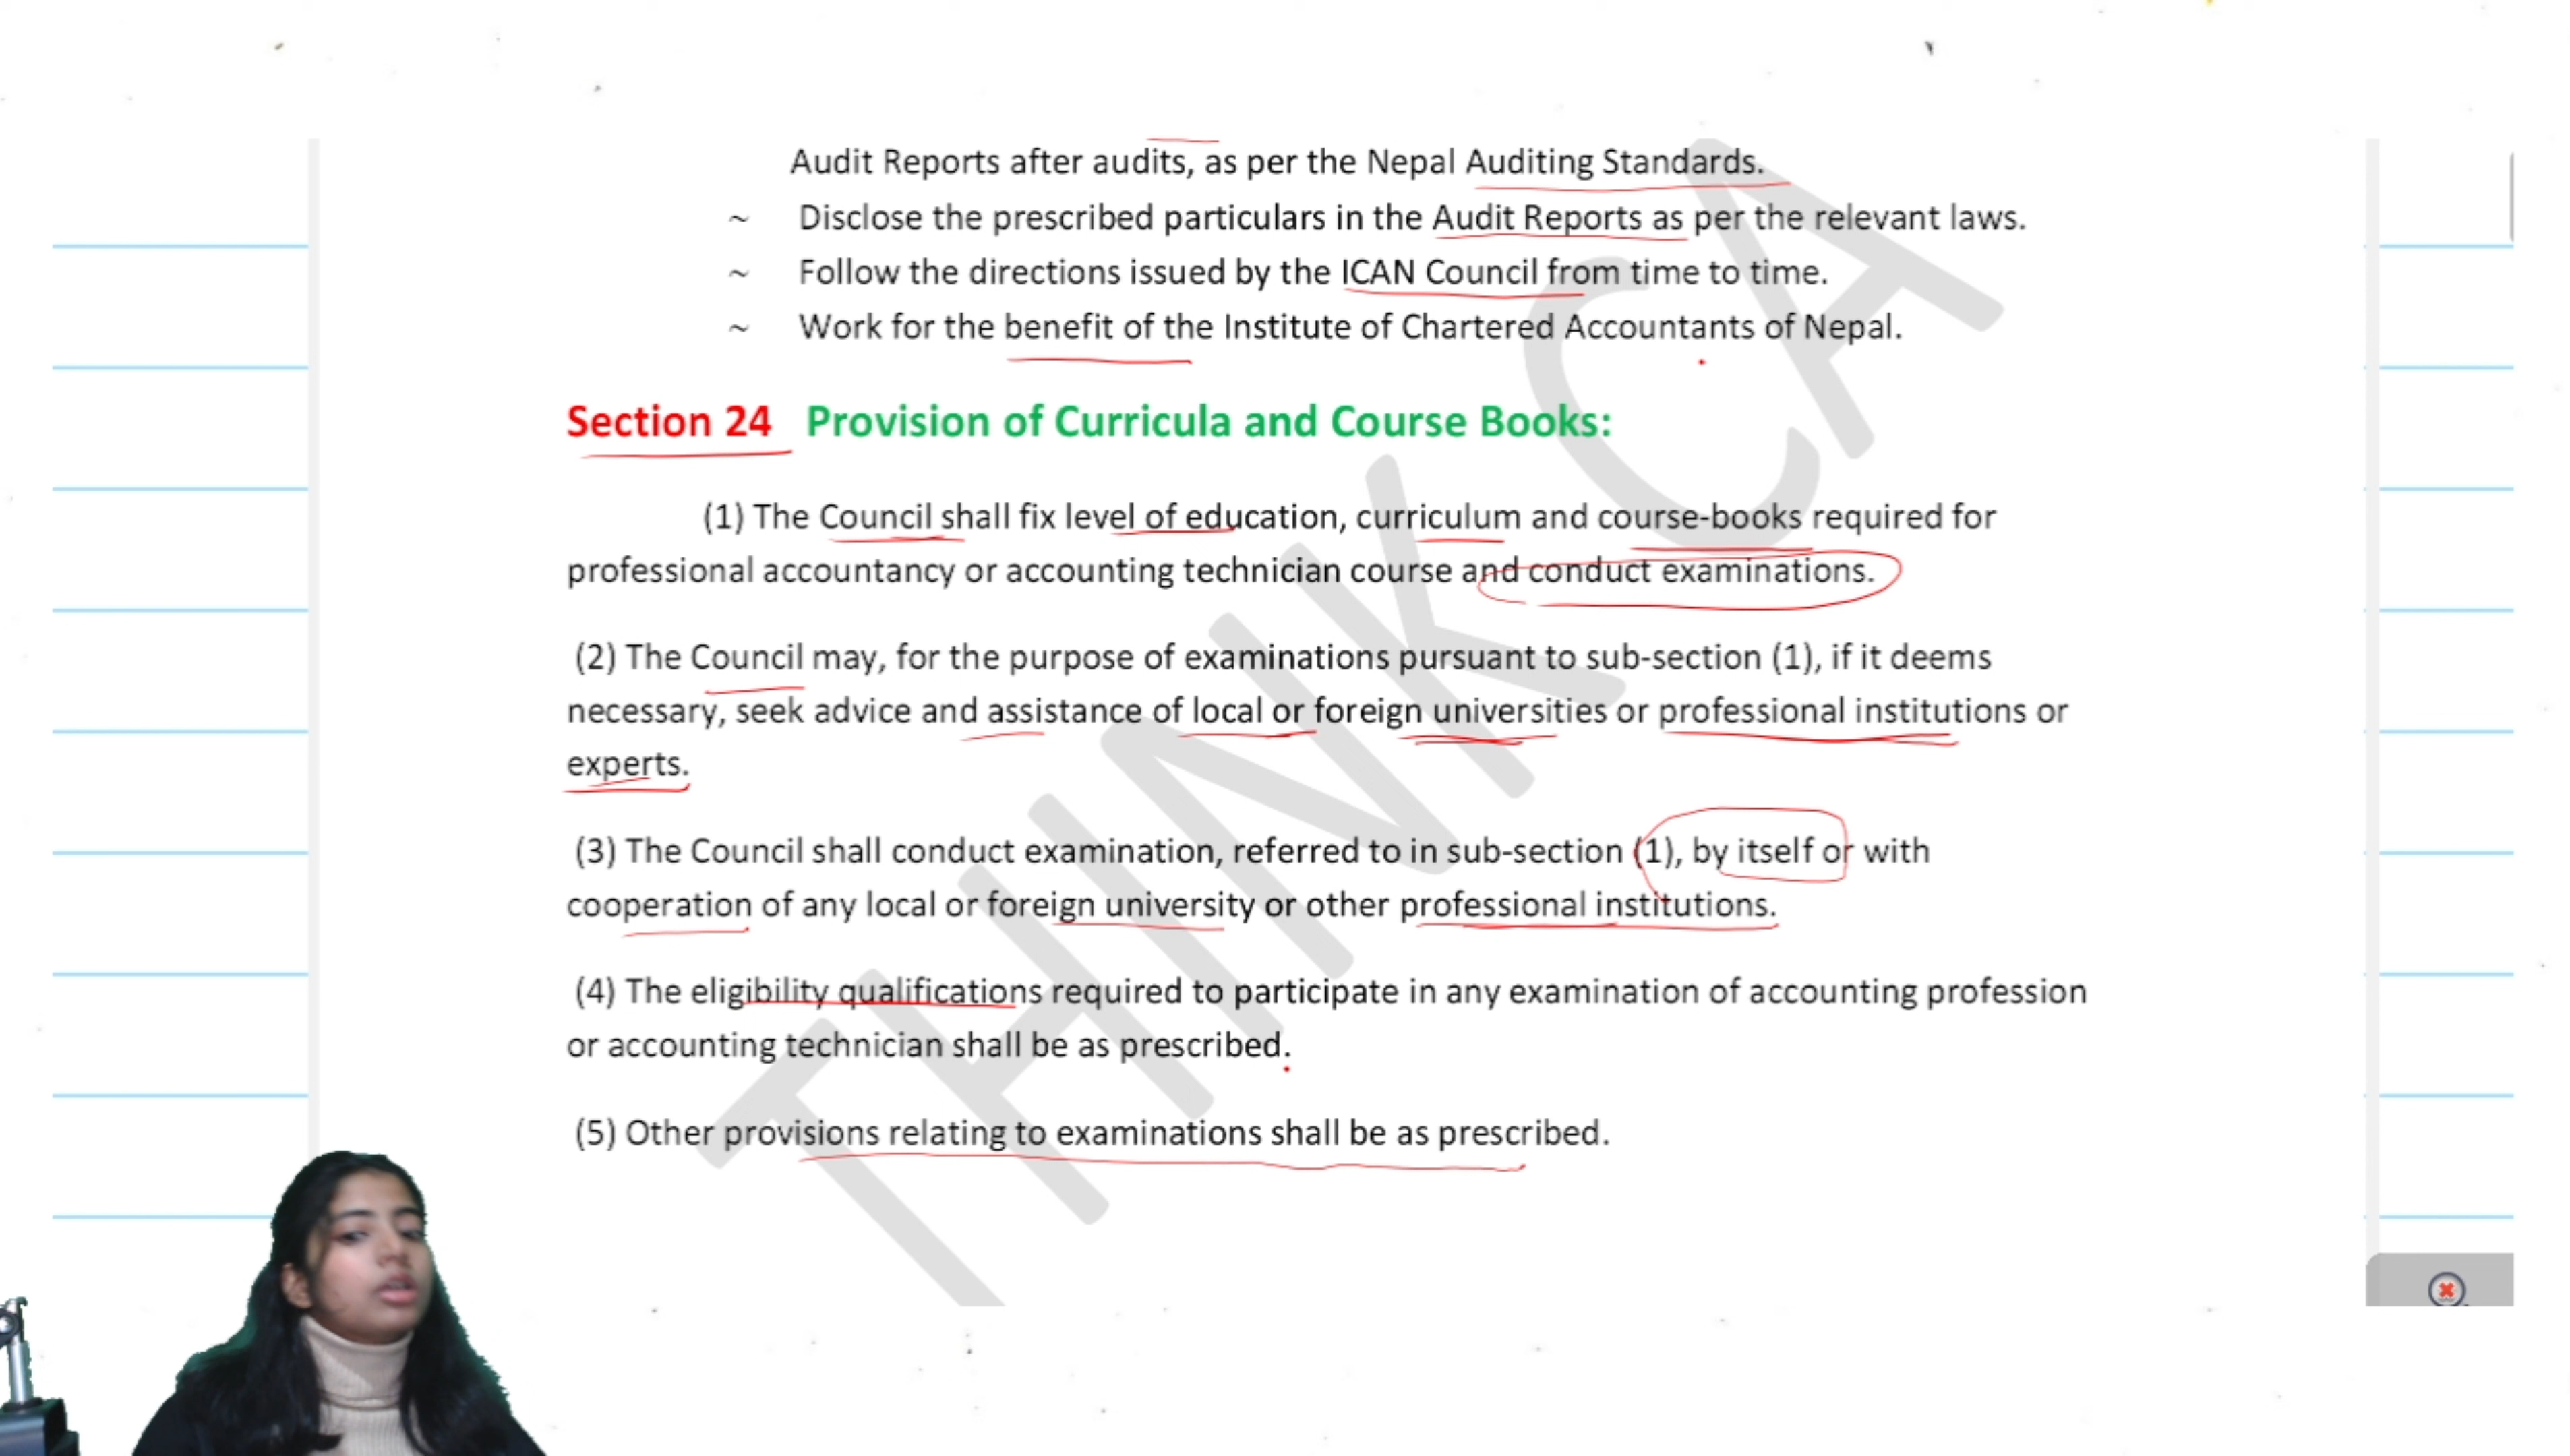 Audit Reports after audits, as per the Nepal Auditing Standards.
~ Disclose the prescribed particulars in the Audit Reports as per the relevant laws.
~ Follow the directions issued by the ICAN Council from time to time.
~ Work for the benefit of the Institute of Chartered Accountants of Nepal.
Section 24 Provision of Curricula and Course Books:
(1) The Council shall fix level of education, curriculum and course-books required for
professional accountancy or accounting technician course and conduct examinations.
(2) The Council may, for the purpose of examinations pursuant to sub-section (1), if it deems
necessary, seek advice and assistance of local or foreign universities or professional institutions or
experts.
(3) The Council shall conduct examination, referred to in sub-section (1), by itself or with
cooperation of any local or foreign university or other professional institutions.
(4) The eligibility qualifications required to participate in any examination of accounting profession
or accounting technician shall be as prescribed.
(5) Other provisions relating to examinations shall be as prescribed.
THINK CA